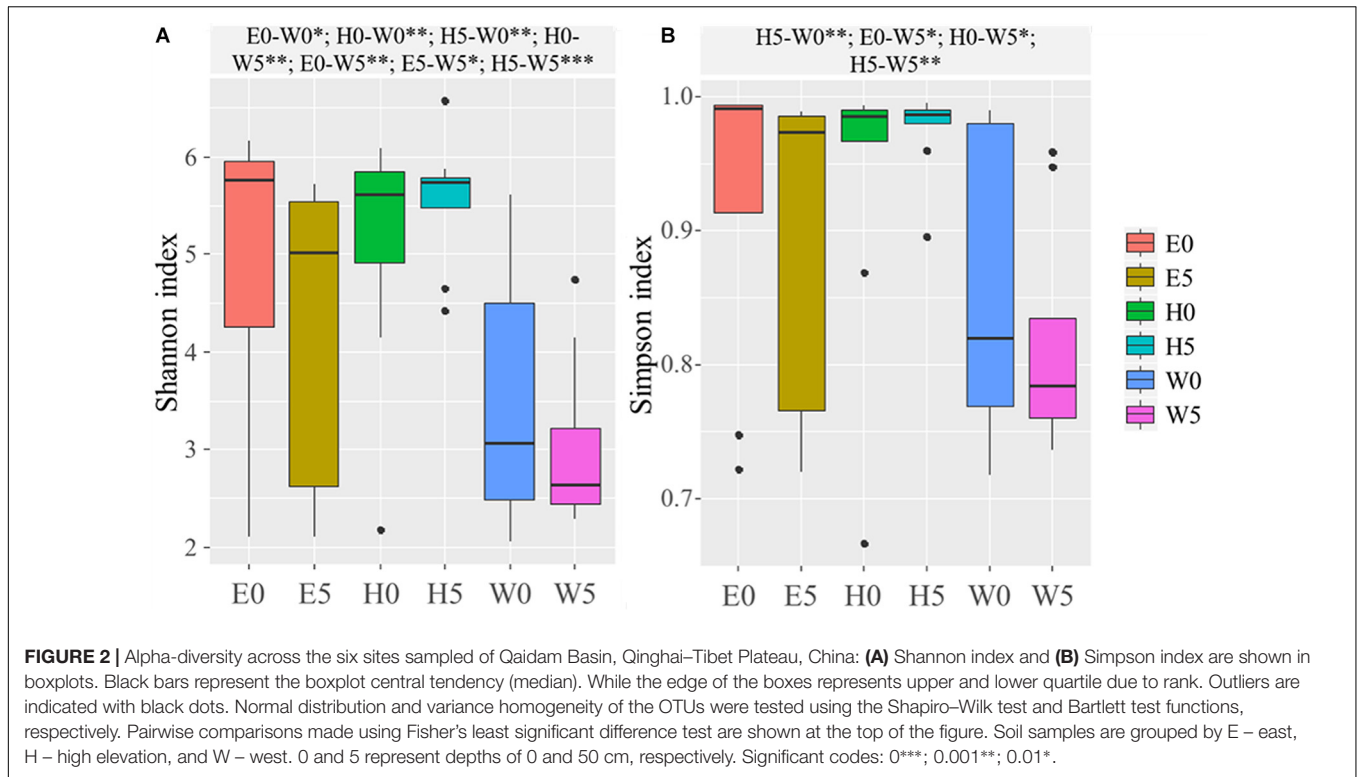 A
E0-W0*; H0-W0**; H5-W0**; H0-
W5**; E0-W5**; E5-W5*; H5-W5***
Shannon index
6
5
4
3
2
E0 E5 H0 H5 W0 W5
B
H5-W0**; E0-W5*; H0-W5*;
H5-W5**
Simpson index
1.0
0.9
0.8
0.7
E0 E5 H0 H5 W0 W5
E0
E5
H0
H5
W0
W5
FIGURE 2 | Alpha-diversity across the six sites sampled of Qaidam Basin, Qinghai–Tibet Plateau, China: (A) Shannon index and (B) Simpson index are shown in
boxplots. Black bars represent the boxplot central tendency (median). While the edge of the boxes represents upper and lower quartile due to rank. Outliers are
indicated with black dots. Normal distribution and variance homogeneity of the OTUs were tested using the Shapiro–Wilk test and Bartlett test functions,
respectively. Pairwise comparisons made using Fisher's least significant difference test are shown at the top of the figure. Soil samples are grouped by E – east,
H – high elevation, and W – west. 0 and 5 represent depths of 0 and 50 cm, respectively. Significant codes: 0***; 0.001**; 0.01*.